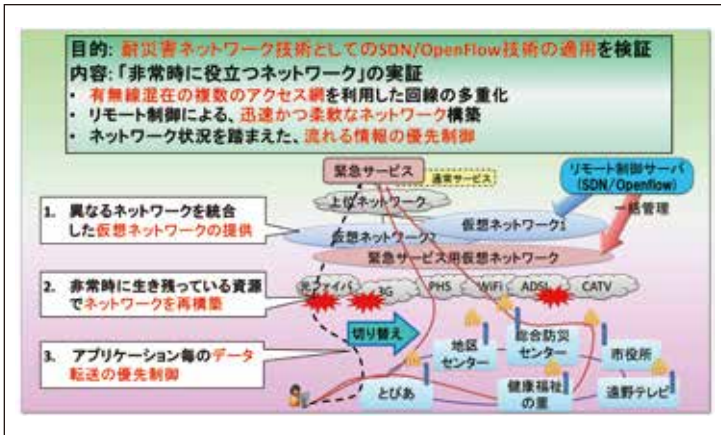 目的: 耐災害ネットワーク技術としてのSDN/OpenFlow技術の適用を検証
内容:「非常時に役立つネットワーク」の実証
• 有無線混在の複数のアクセス網を利用した回線の多重化
• リモート制御による、迅速かつ柔軟なネットワーク構築
• ネットワーク状況を踏まえた、流れる情報の優先制御
緊急サービス
通常サービス
リモート制御サーバ
(SDN/Openflow)
一括管理
上位ネットワーク
仮想ネットワーク1
仮想ネットワーク2
緊急サービス用仮想ネットワーク
1. 異なるネットワークを統合
した仮想ネットワークの提供
2. 非常時に生き残っている資源
でネットワークを再構築
3. アプリケーション毎のデータ
転送の優先制御
光ファイバ
3G
PHS
WiFi
ADSL
CATV
切り替え
地区
センター
総合防災
センター
市役所
とぴあ
健康福祉
の里
遠野テレビ